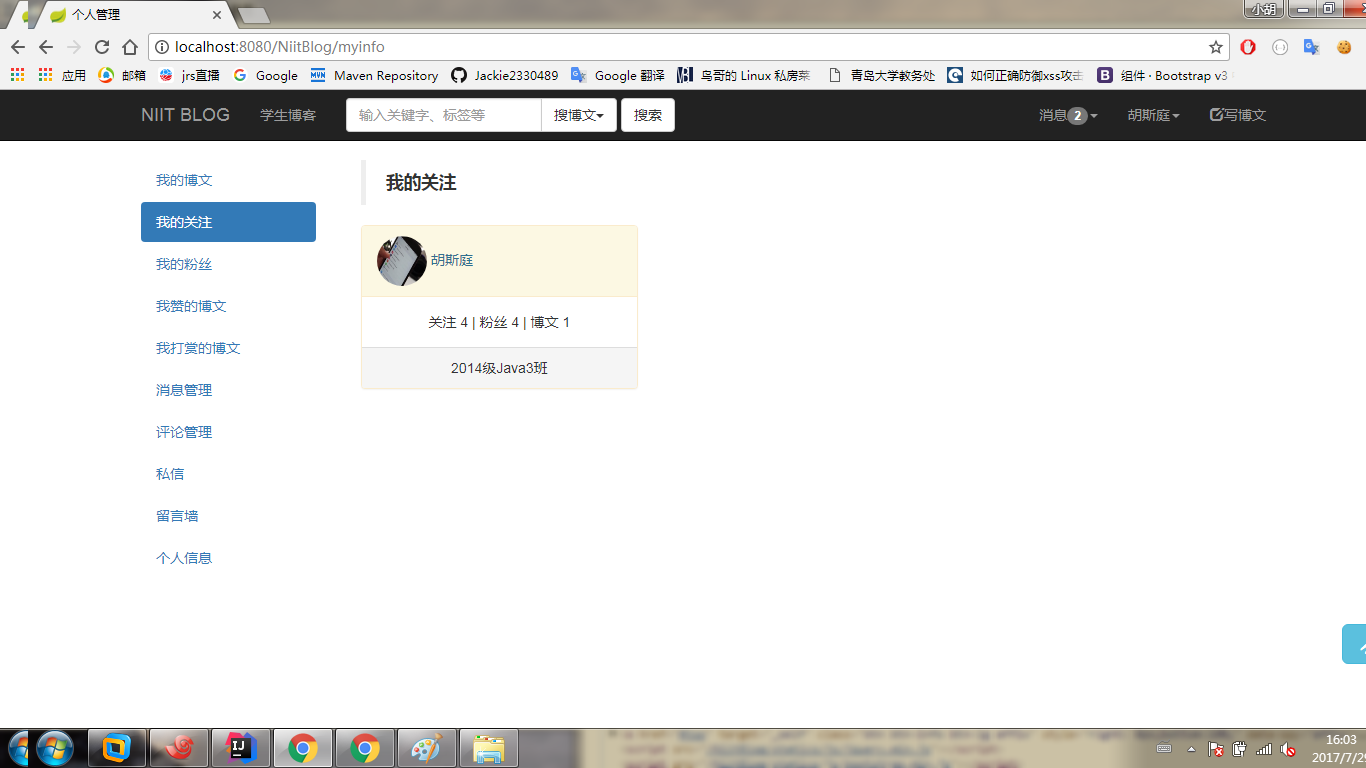 个人管理
小胡
localhost:8080/NiitBlog/myinfo
应用 邮箱 jrs直播 Google Maven Repository Jackie2330489 Google 翻译 鸟哥的 Linux 私房菜 青岛大学教务处 如何正确防御xss攻击 组件 · Bootstrap v3
NIIT BLOG 学生博客 输入关键字、标签等 搜博文 搜索 消息 2 胡斯庭 写博文
我的博文
我的关注
我的粉丝
我赞的博文
我打赏的博文
消息管理
评论管理
私信
留言墙
个人信息
我的关注
胡斯庭
关注 4 | 粉丝 4 | 博文 1
2014级Java3班
16:03
2017/7/2